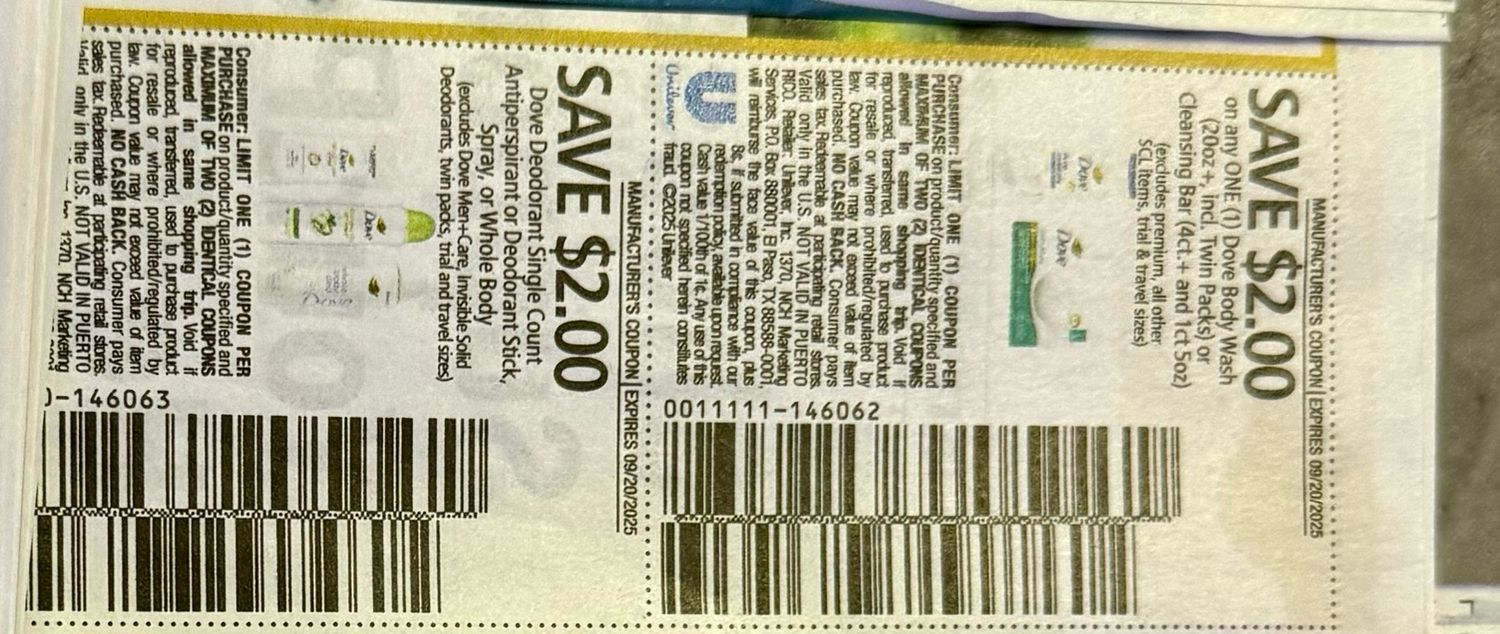 MANUFACTURER'S COUPON | EXPIRES 09/20/2025
SAVE $2.00
on any ONE (1) Dove Body Wash
(20oz+, incl. Twin Packs) or
Cleansing Bar (4ct.+ and 1ct 5oz)
(excludes premium, all other
SCL items, trial & travel sizes)
Dove
Dove
Consumer: LIMIT ONE (1) COUPON PER
PURCHASE on product/quantity specified and
MAXIMUM OF TWO (2) IDENTICAL COUPONS
allowed in same shopping trip. Void if
reproduced, transferred, used to purchase product
for resale or where prohibited/regulated by
law. Coupon value may not exceed value of item
purchased. NO CASH BACK. Consumer pays
sales tax. Redeemable at participating retail stores.
Valid only in the U.S. NOT VALID IN PUERTO
RICO. Retailer: Unilever, Inc. 1370, NCH Marketing
Services, P.O. Box 880001, El Paso, TX 88588-0001,
will reimburse the face value of this coupon, plus
8¢, if submitted in compliance with our
redemption policy, available upon request.
Cash value 1/100th of 1¢. Any use of this
coupon not specified herein constitutes
fraud. ©2025 Unilever
Unilever
0011111-146062
MANUFACTURER'S COUPON | EXPIRES 09/20/2025
SAVE $2.00
Dove Deodorant Single Count
Antiperspirant or Deodorant Stick,
Spray, or Whole Body
(excludes Dove Men+Care, Invisible Solid
Deodorants, twin packs, trial and travel sizes)
Dove
Dove
Dove
Consumer: LIMIT ONE (1) COUPON PER
PURCHASE on product/quantity specified and
MAXIMUM OF TWO (2) IDENTICAL COUPONS
allowed in same shopping trip. Void if
reproduced, transferred, used to purchase product
for resale or where prohibited/regulated by
law. Coupon value may not exceed value of item
purchased. NO CASH BACK. Consumer pays
sales tax. Redeemable at participating retail stores.
Valid only in the U.S. NOT VALID IN PUERTO
1370, NCH Marketing
-146063